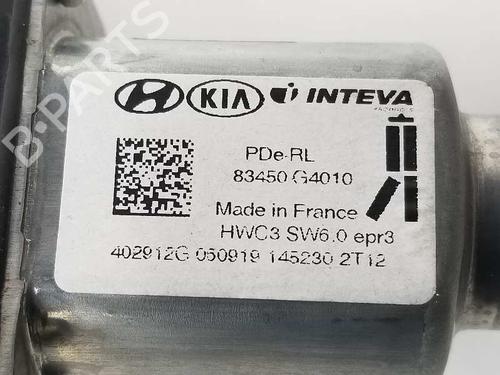 KIA INTEVA
PDe-RL
83450 G4010
Made in France
HWC3 SW6.0 epr3
402912G 050919 145230 2T12
B-PARTS